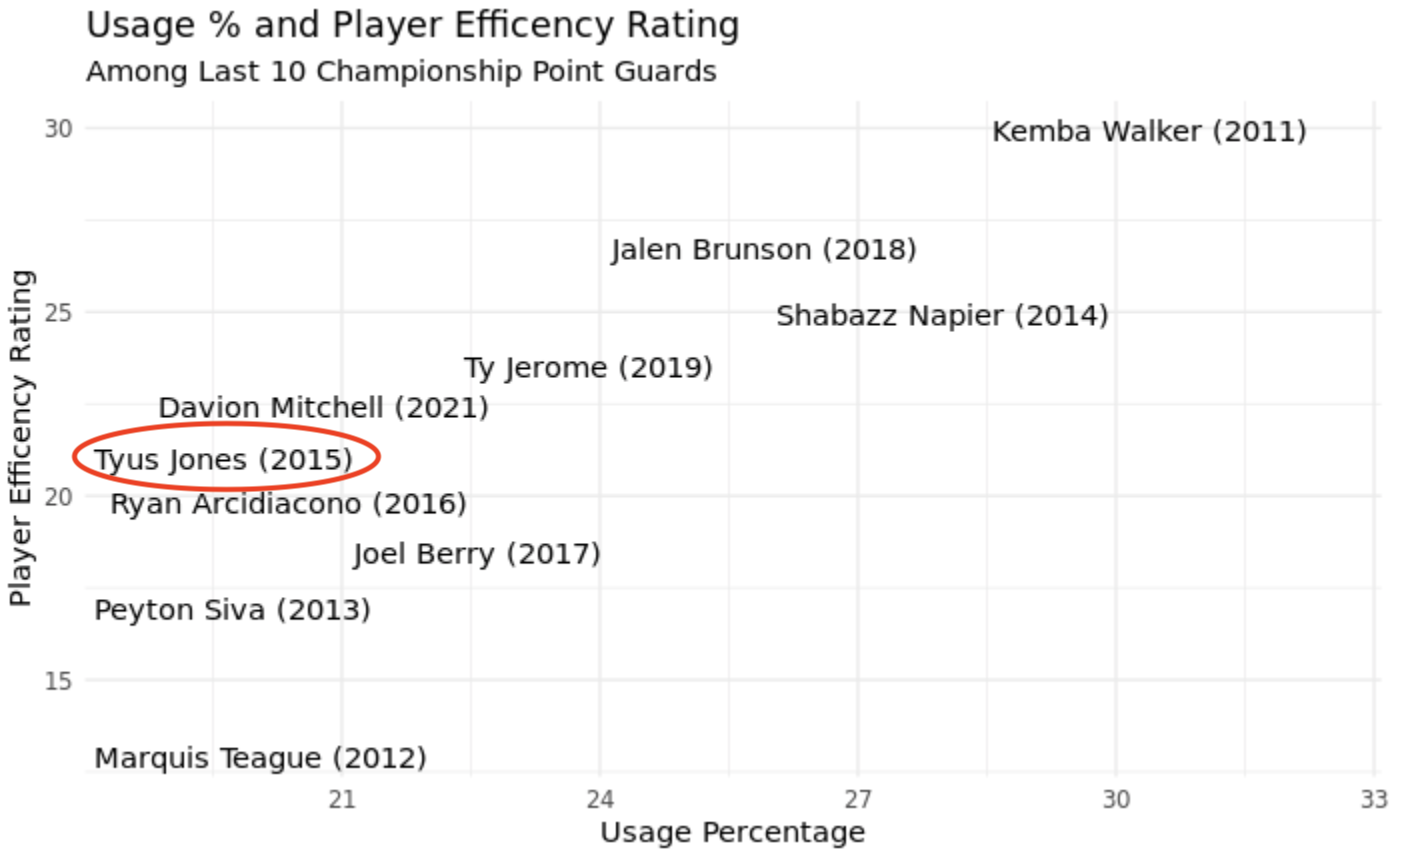 Usage % and Player Efficency Rating
Among Last 10 Championship Point Guards
30
Kemba Walker (2011)
Jalen Brunson (2018)
25
Shabazz Napier (2014)
Ty Jerome (2019)
Davion Mitchell (2021)
Tyus Jones (2015)
20
Ryan Arcidiacono (2016)
Joel Berry (2017)
Peyton Siva (2013)
15
Marquis Teague (2012)
Player Efficency Rating
21 24 27 30 33
Usage Percentage